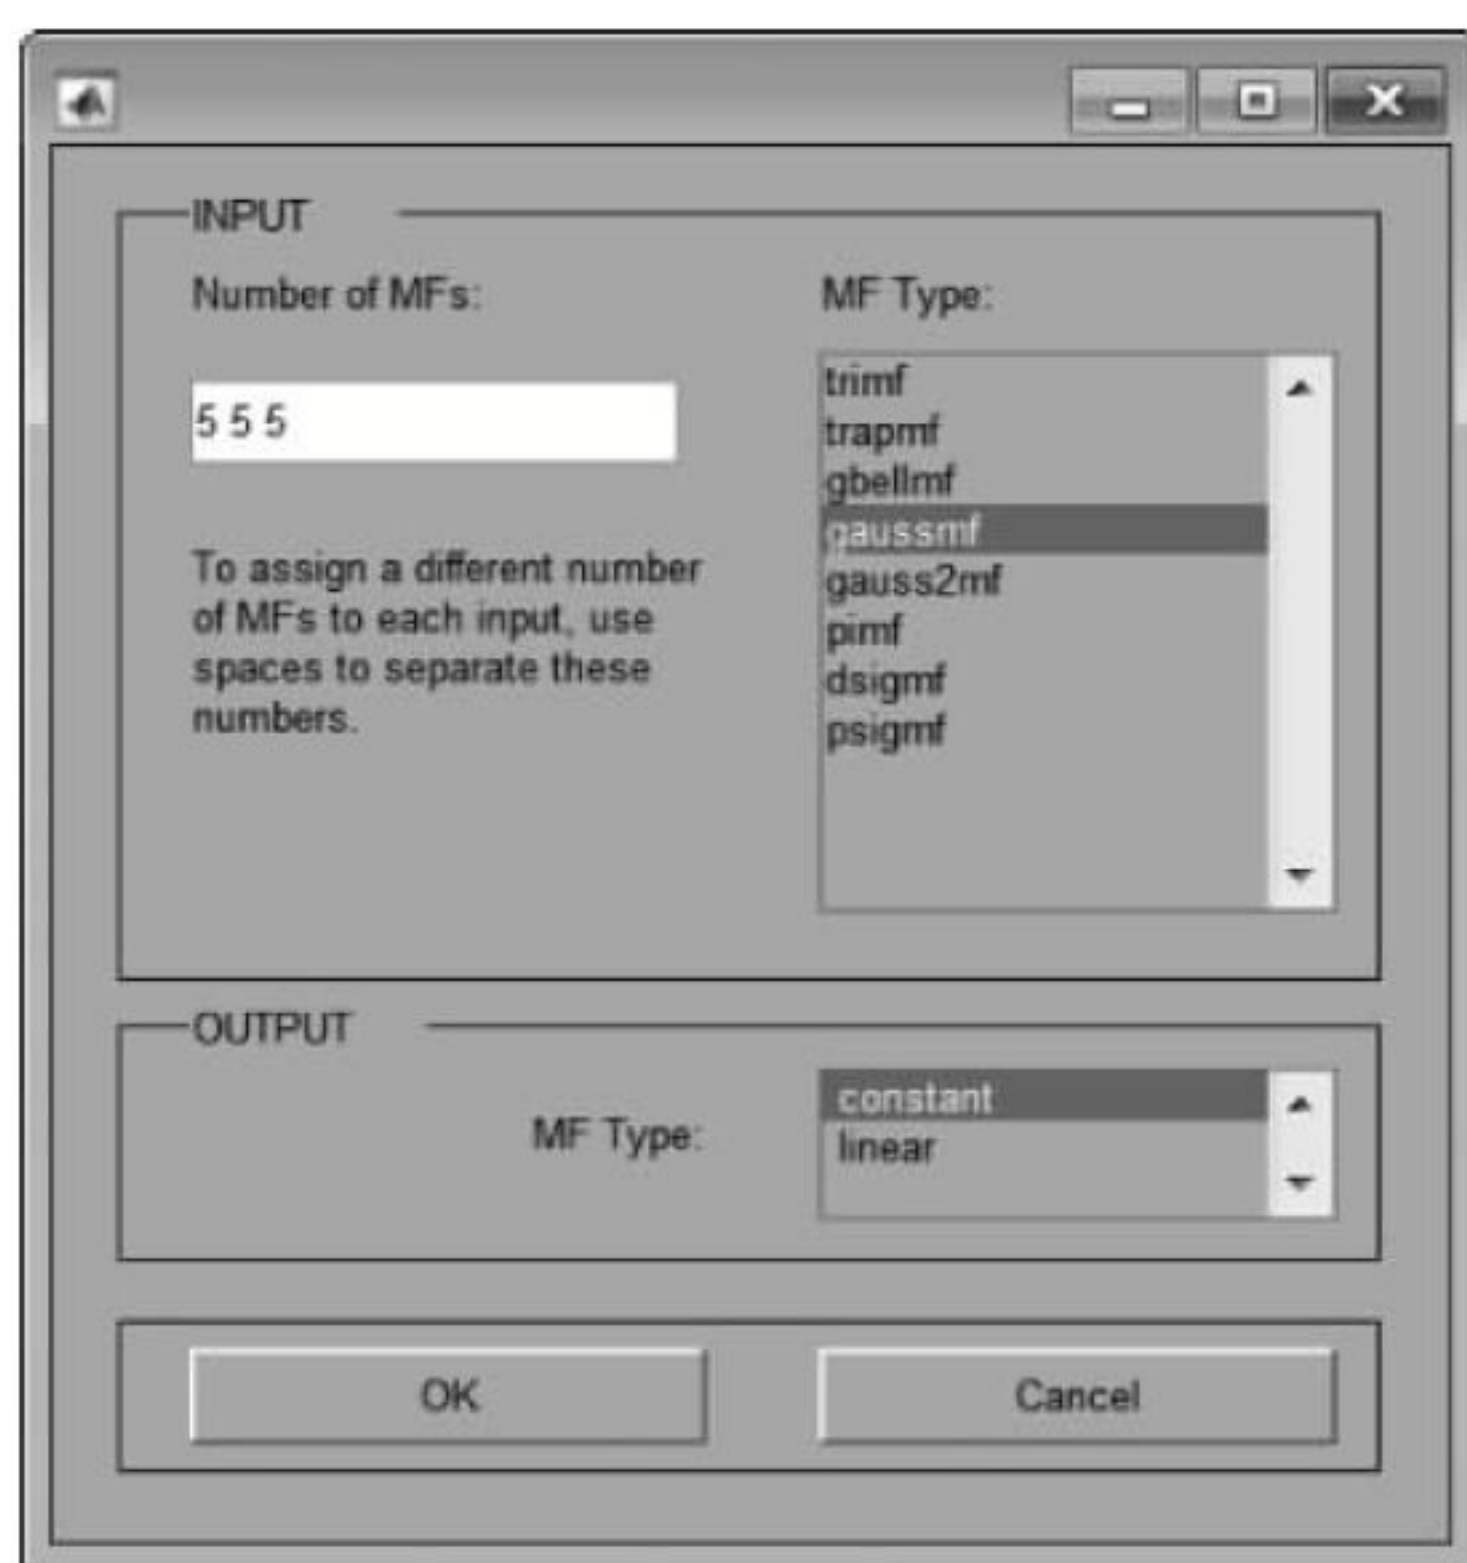 INPUT
Number of MFs:
5 5 5
To assign a different number
of MFs to each input, use
spaces to separate these
numbers.
MF Type:
trimf
trapmf
gbellmf
gaussmf
gauss2mf
pimf
dsigmf
psigmf
OUTPUT
MF Type:
constant
linear
OK
Cancel